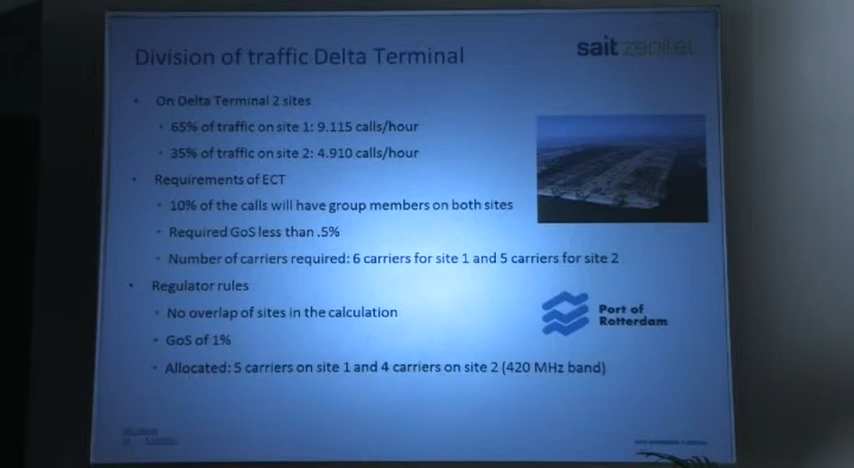 Division of traffic Delta Terminal
sait zenitel
• On Delta Terminal 2 sites
• 65% of traffic on site 1: 9.115 calls/hour
• 35% of traffic on site 2: 4.910 calls/hour
• Requirements of ECT
• 10% of the calls will have group members on both sites
• Required GoS less than .5%
• Number of carriers required: 6 carriers for site 1 and 5 carriers for site 2
• Regulator rules
• No overlap of sites in the calculation
• GoS of 1%
• Allocated: 5 carriers on site 1 and 4 carriers on site 2 (420 MHz band)
Port of
Rotterdam